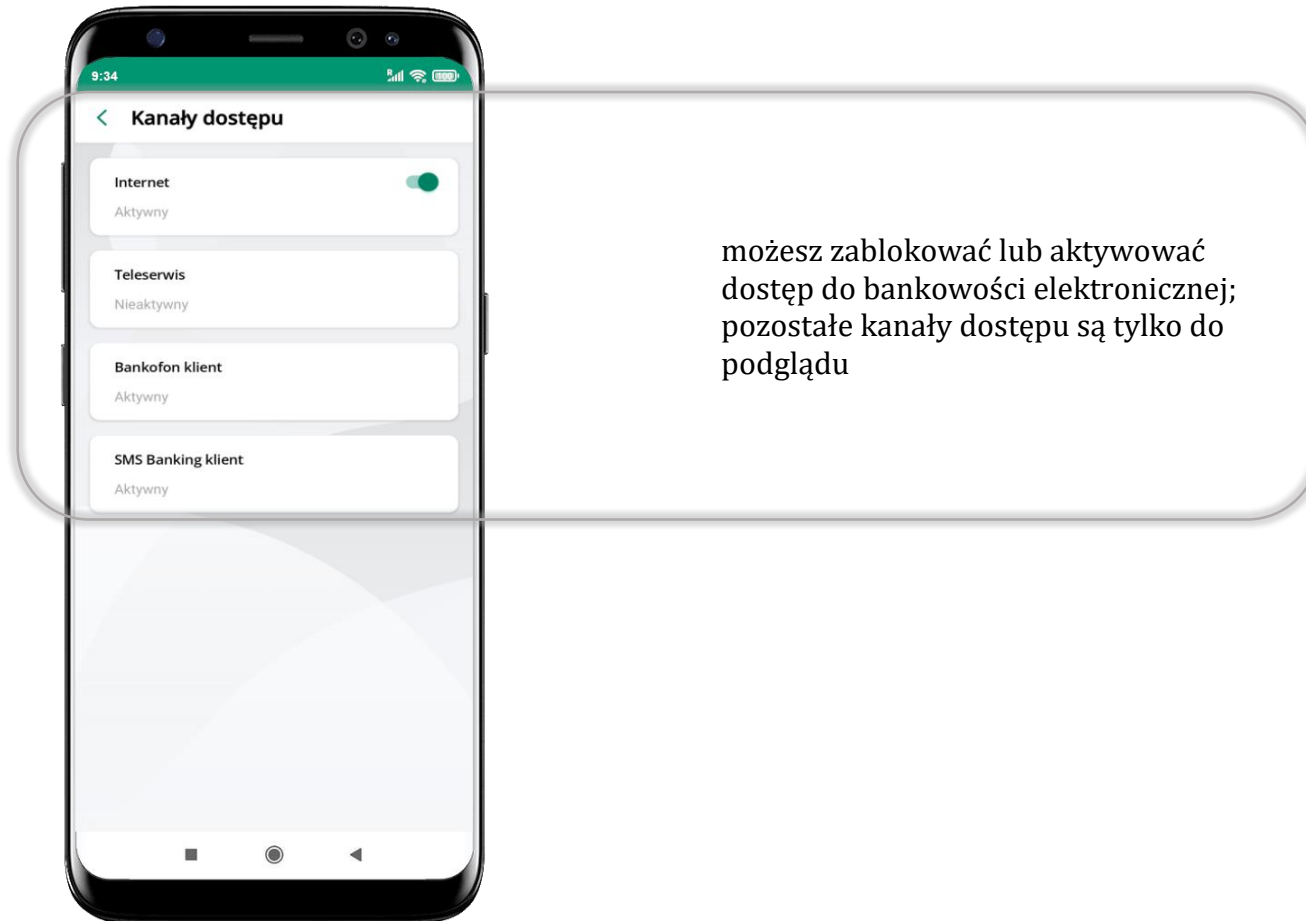 9:34
Kanały dostępu
Internet
Aktywny
Teleserwis
Nieaktywny
Bankofon klient
Aktywny
SMS Banking klient
Aktywny
możesz zablokować lub aktywować
dostęp do bankowości elektronicznej;
pozostałe kanały dostępu są tylko do
podglądu